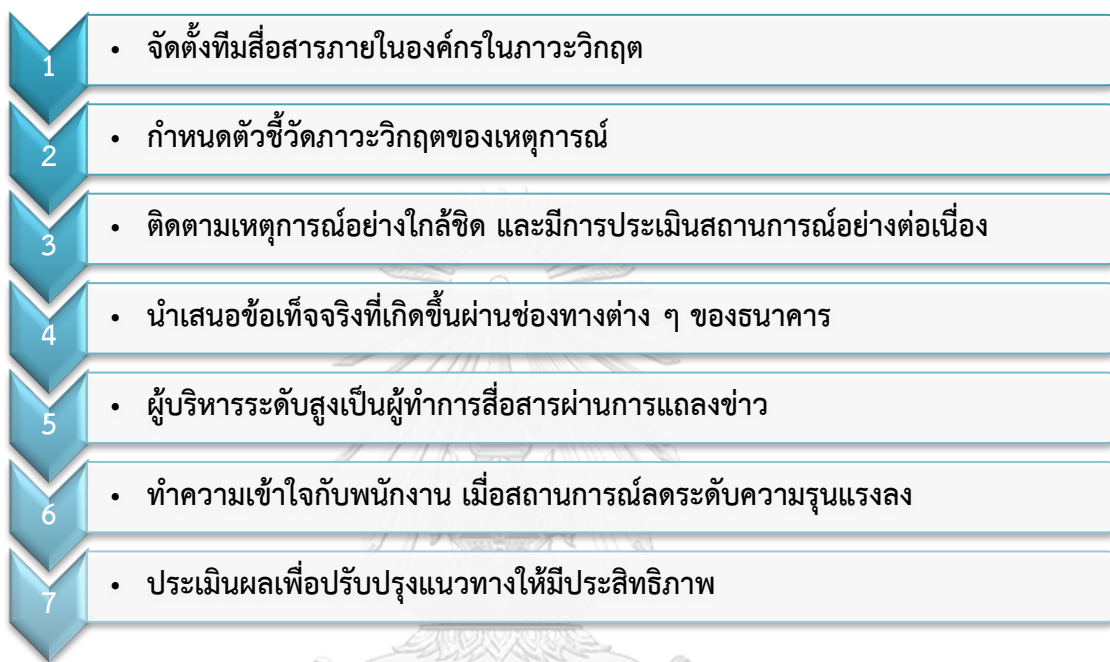 1 • จัดตั้งทีมสื่อสารภายในองค์กรในภาวะวิกฤต
2 • กำหนดตัวชี้วัดภาวะวิกฤตของเหตุการณ์
3 • ติดตามเหตุการณ์อย่างใกล้ชิด และมีการประเมินสถานการณ์อย่างต่อเนื่อง
4 • นำเสนอข้อเท็จจริงที่เกิดขึ้นผ่านช่องทางต่าง ๆ ของธนาคาร
5 • ผู้บริหารระดับสูงเป็นผู้ทำการสื่อสารผ่านการแถลงข่าว
6 • ทำความเข้าใจกับพนักงาน เมื่อสถานการณ์ลดระดับความรุนแรงลง
7 • ประเมินผลเพื่อปรับปรุงแนวทางให้มีประสิทธิภาพ